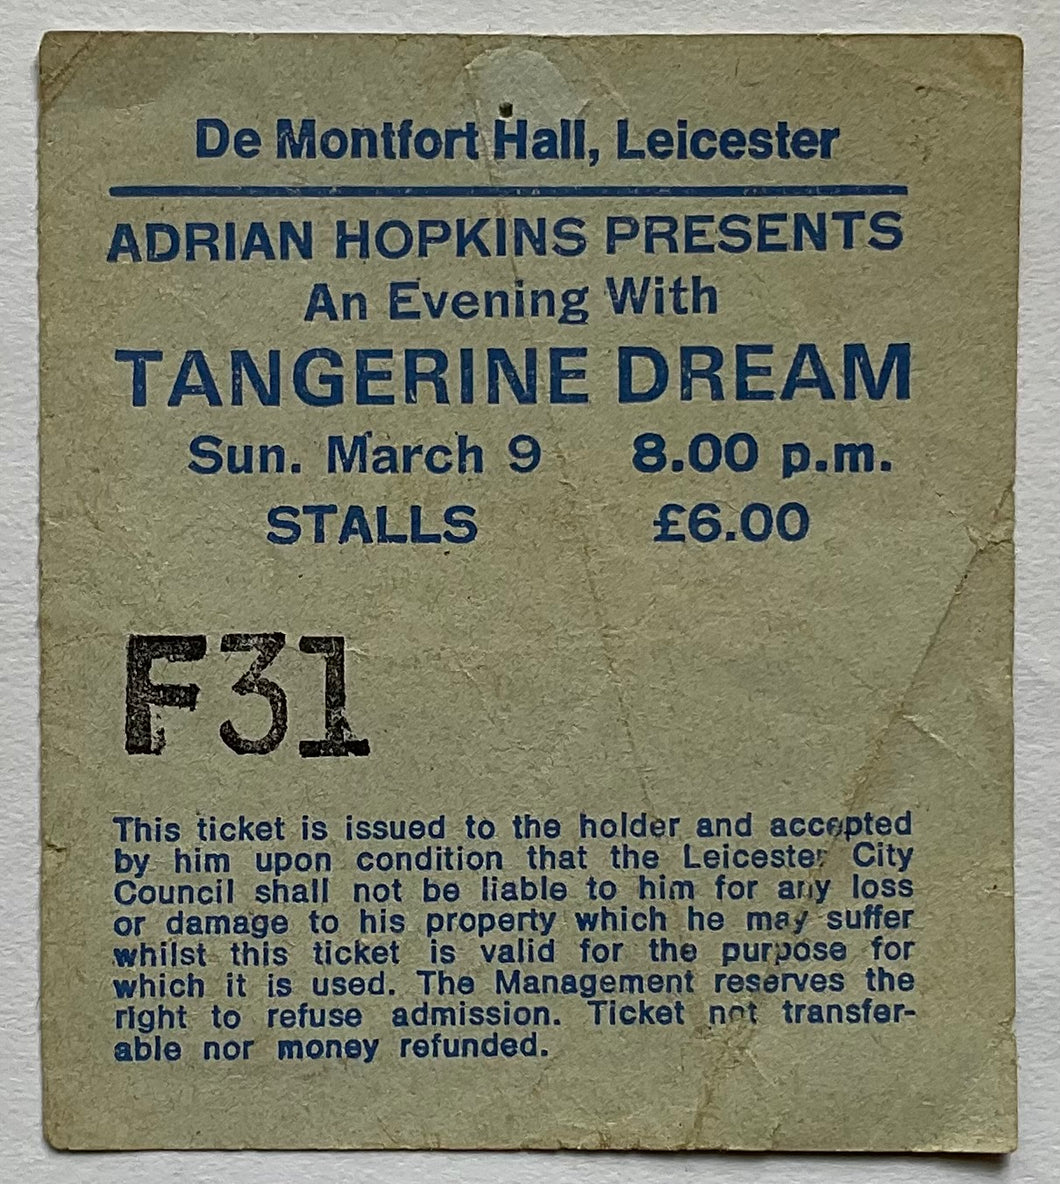 De Montfort Hall, Leicester
ADRIAN HOPKINS PRESENTS
An Evening With
TANGERINE DREAM
Sun. March 9 8.00 p.m.
STALLS £6.00
F31
This ticket is issued to the holder and accepted
by him upon condition that the Leicester City
Council shall not be liable to him for any loss
or damage to his property which he may suffer
whilst this ticket is valid for the purpose for
which it is used. The Management reserves the
right to refuse admission. Ticket not transfer-
able nor money refunded.